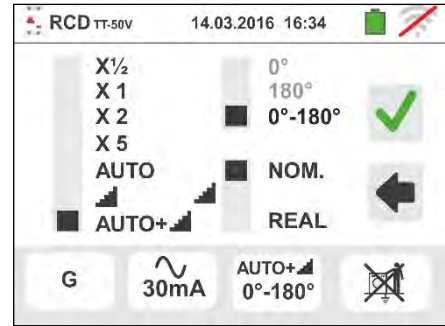 RCD TT-50V 14.03.2016 16:34
X½ 0°
X 1 180°
X 2 0°-180°
X 5
AUTO NOM.
AUTO+ REAL
G 30mA AUTO+ 0°-180°